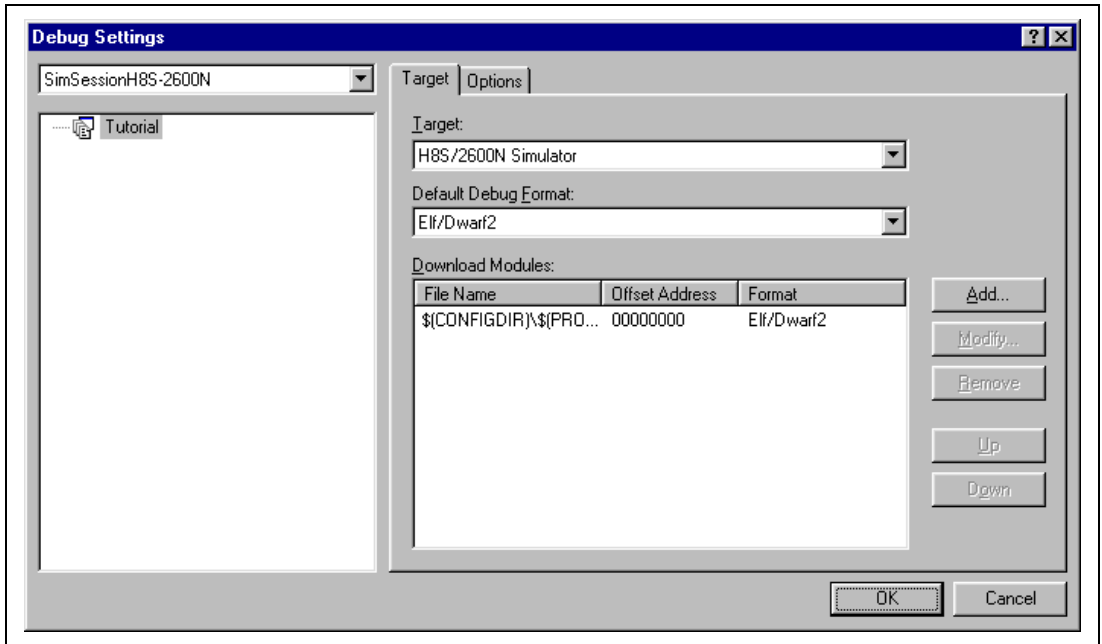 Debug Settings
SimSessionH8S-2600N
Tutorial
Target Options
Target:
H8S/2600N Simulator
Default Debug Format:
Elf/Dwarf2
Download Modules:
File Name Offset Address Format
$(CONFIGDIR)\$(PRO... 00000000 Elf/Dwarf2
Add...
Modify...
Remove
Up
Down
OK Cancel